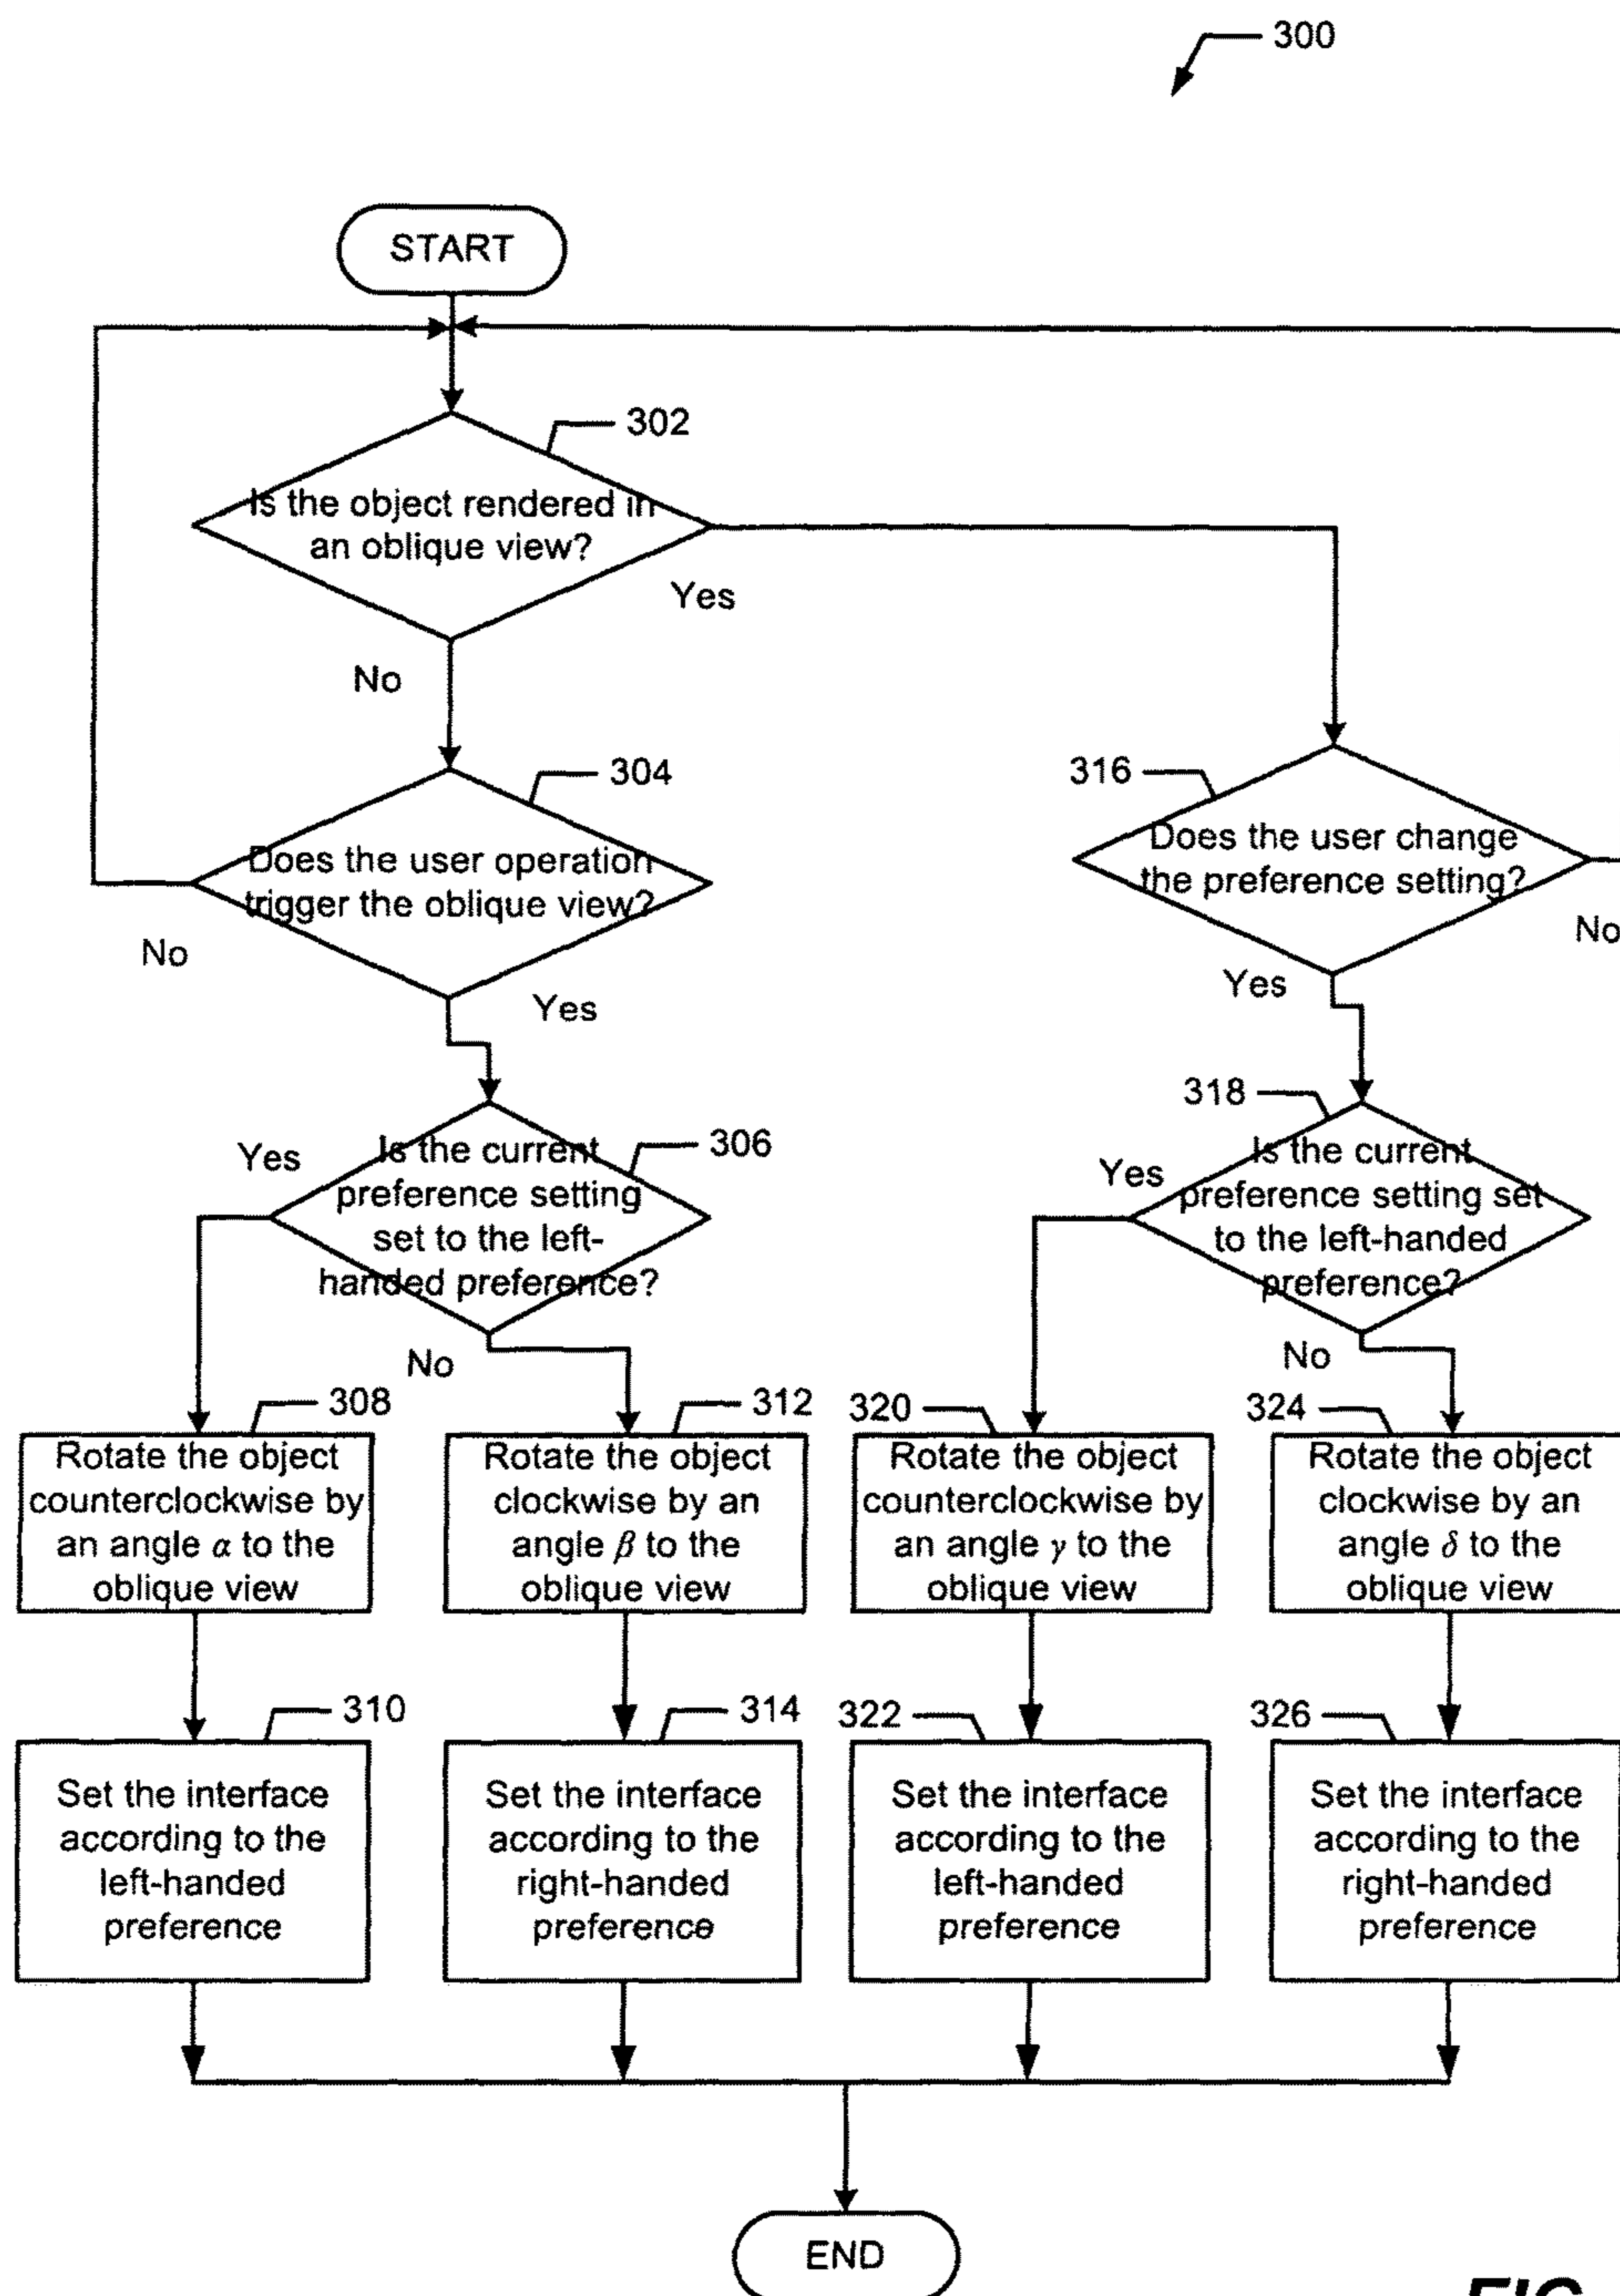 300
START
302
Is the object rendered in
an oblique view?
Yes
No
304
Does the user operation
trigger the oblique view?
No
Yes
316
Does the user change
the preference setting?
No
Yes
306
Is the current
preference setting
set to the left-
handed preference?
Yes
No
318
Is the current
preference setting set
to the left-handed
preference?
Yes
No
308
Rotate the object
counterclockwise by
an angle α to the
oblique view
312
Rotate the object
clockwise by an
angle β to the
oblique view
320
Rotate the object
counterclockwise by
an angle γ to the
oblique view
324
Rotate the object
clockwise by an
angle δ to the
oblique view
310
Set the interface
according to the
left-handed
preference
314
Set the interface
according to the
right-handed
preference
322
Set the interface
according to the
left-handed
preference
326
Set the interface
according to the
right-handed
preference
END